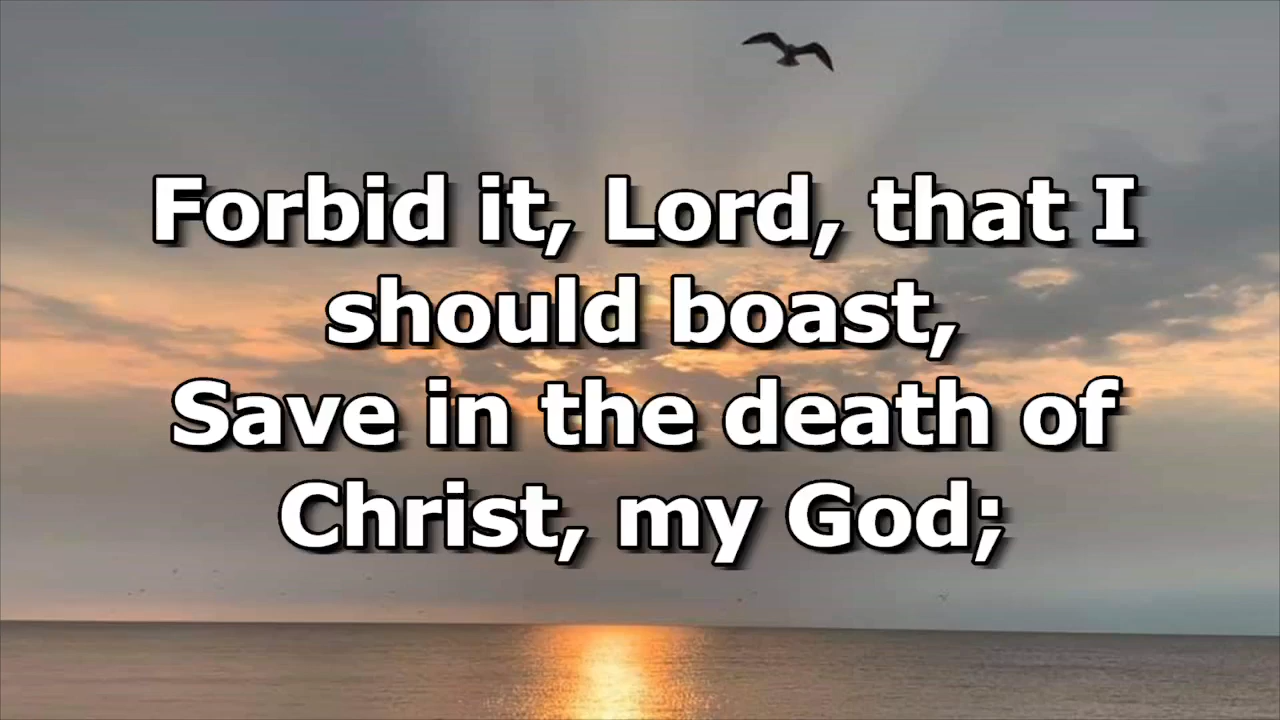 Forbid it, Lord, that I
should boast,
Save in the death of
Christ, my God;